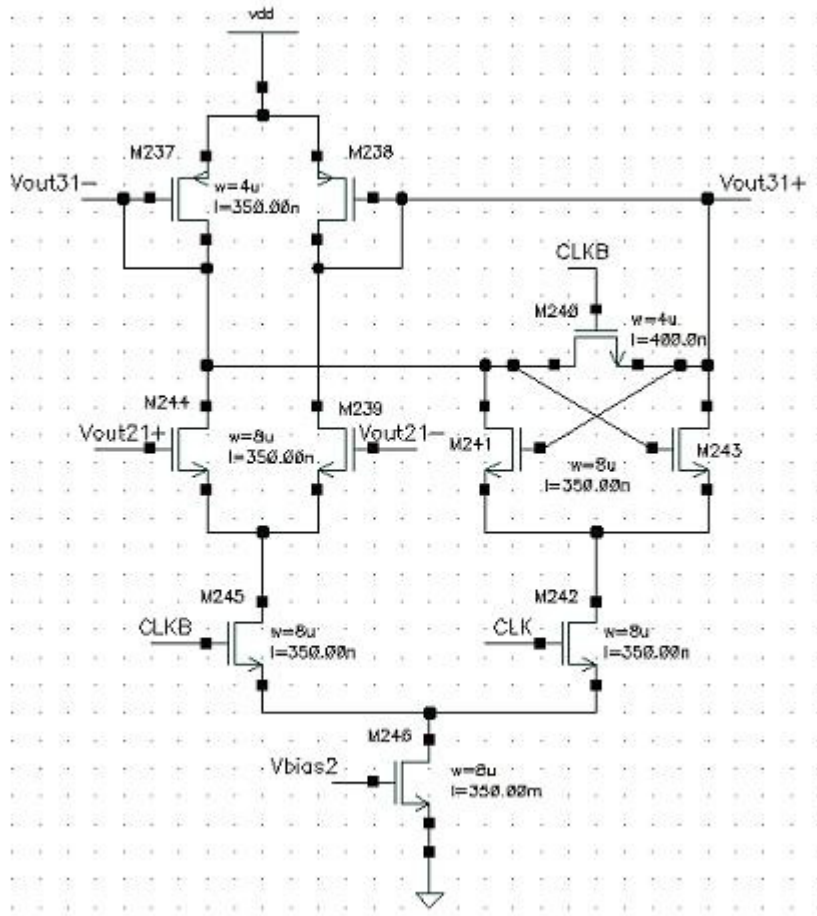 vdd
M237
M238
Vout31-
w=4u
l=350.00n
Vout31+
CLKB
M240
w=4u
l=400.0n
M244
M239
Vout21+
w=8u
l=350.00n
Vout21-
M241
w=8u
l=350.00n
M243
M245
M242
CLKB
w=8u
l=350.00n
CLK
w=8u
l=350.00n
M246
Vbias2
w=8u
l=350.00m